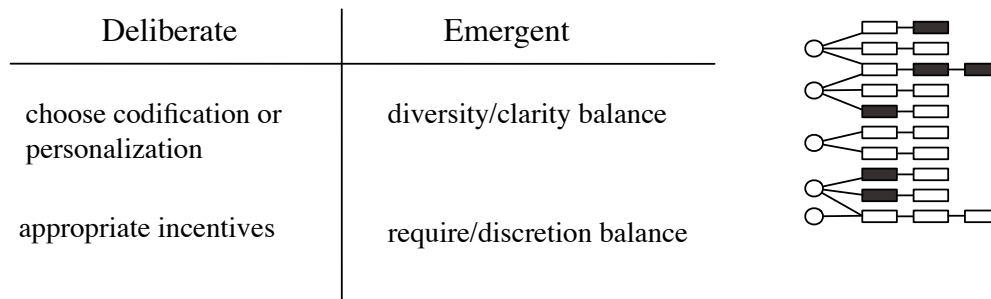 Deliberate
Emergent
choose codification or
personalization
diversity/clarity balance
appropriate incentives
require/discretion balance